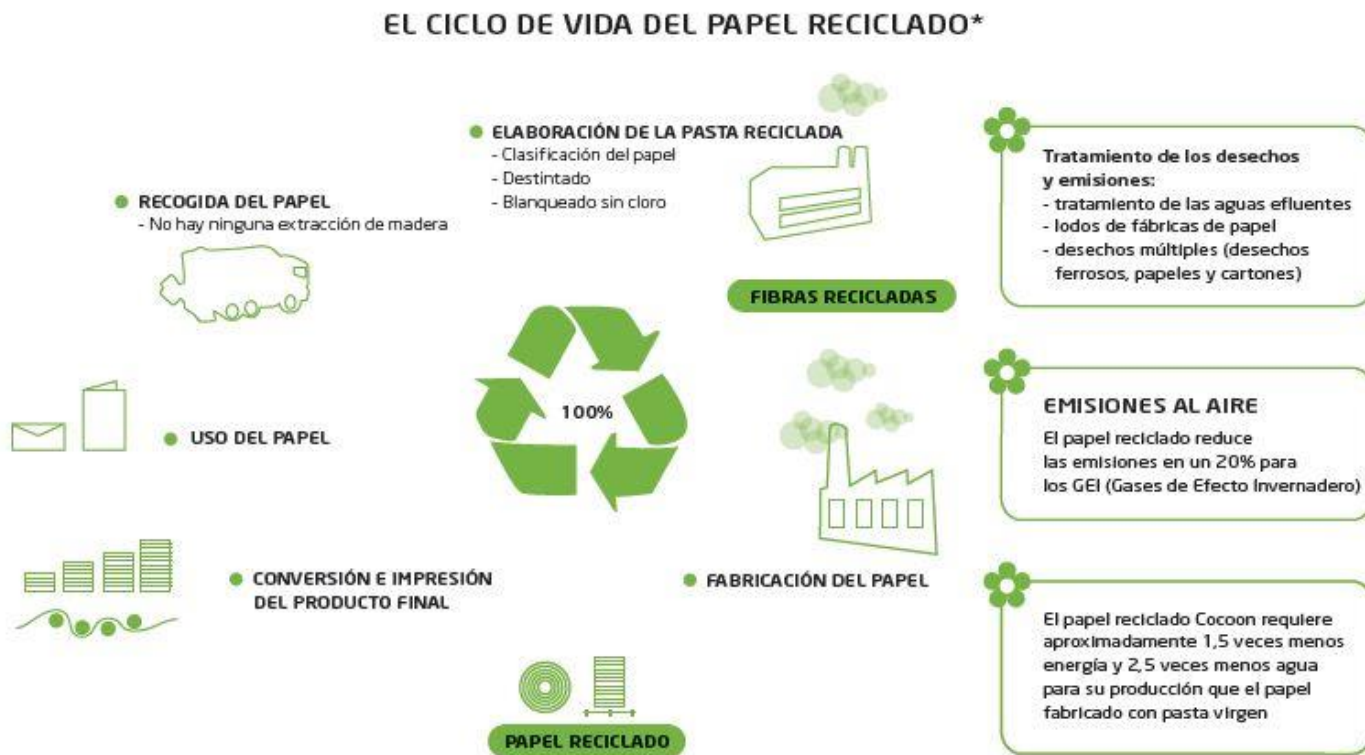 EL CICLO DE VIDA DEL PAPEL RECICLADO*
ELABORACIÓN DE LA PASTA RECICLADA
- Clasificación del papel
- Destintado
- Blanqueado sin cloro
RECOGIDA DEL PAPEL
- No hay ninguna extracción de madera
FIBRAS RECICLADAS
100%
USO DEL PAPEL
CONVERSIÓN E IMPRESIÓN
DEL PRODUCTO FINAL
FABRICACIÓN DEL PAPEL
PAPEL RECICLADO
Tratamiento de los desechos
y emisiones:
- tratamiento de las aguas efluentes
- lodos de fábricas de papel
- desechos múltiples (desechos
ferrosos, papeles y cartones)
EMISIONES AL AIRE
El papel reciclado reduce
las emisiones en un 20% para
los GEI (Gases de Efecto Invernadero)
El papel reciclado Cocoon requiere
aproximadamente 1,5 veces menos
energía y 2,5 veces menos agua
para su producción que el papel
fabricado con pasta virgen